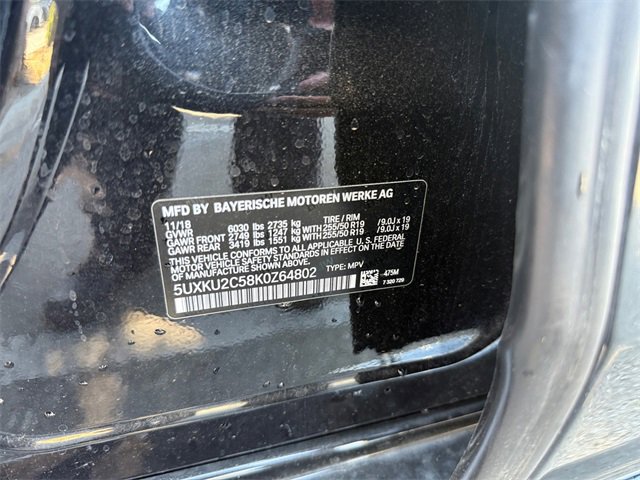 MFD BY BAYERISCHE MOTOREN WERKE AG
11/18 TIRE / RIM
GVWR 6030 lbs 2735 kg
GAWR FRONT 2749 lbs 1247 kg WITH 255/50 R19 /9.0J x 19
GAWR REAR 3419 lbs 1551 kg WITH 255/50 R19 /9.0J x 19
THIS VEHICLE CONFORMS TO ALL APPLICABLE U.S. FEDERAL
MOTOR VEHICLE SAFETY STANDARDS IN EFFECT ON THE DATE OF
MANUFACTURE SHOWN ABOVE.
5UXKU2C58K0Z64802 TYPE: MPV
475M
7 320 729